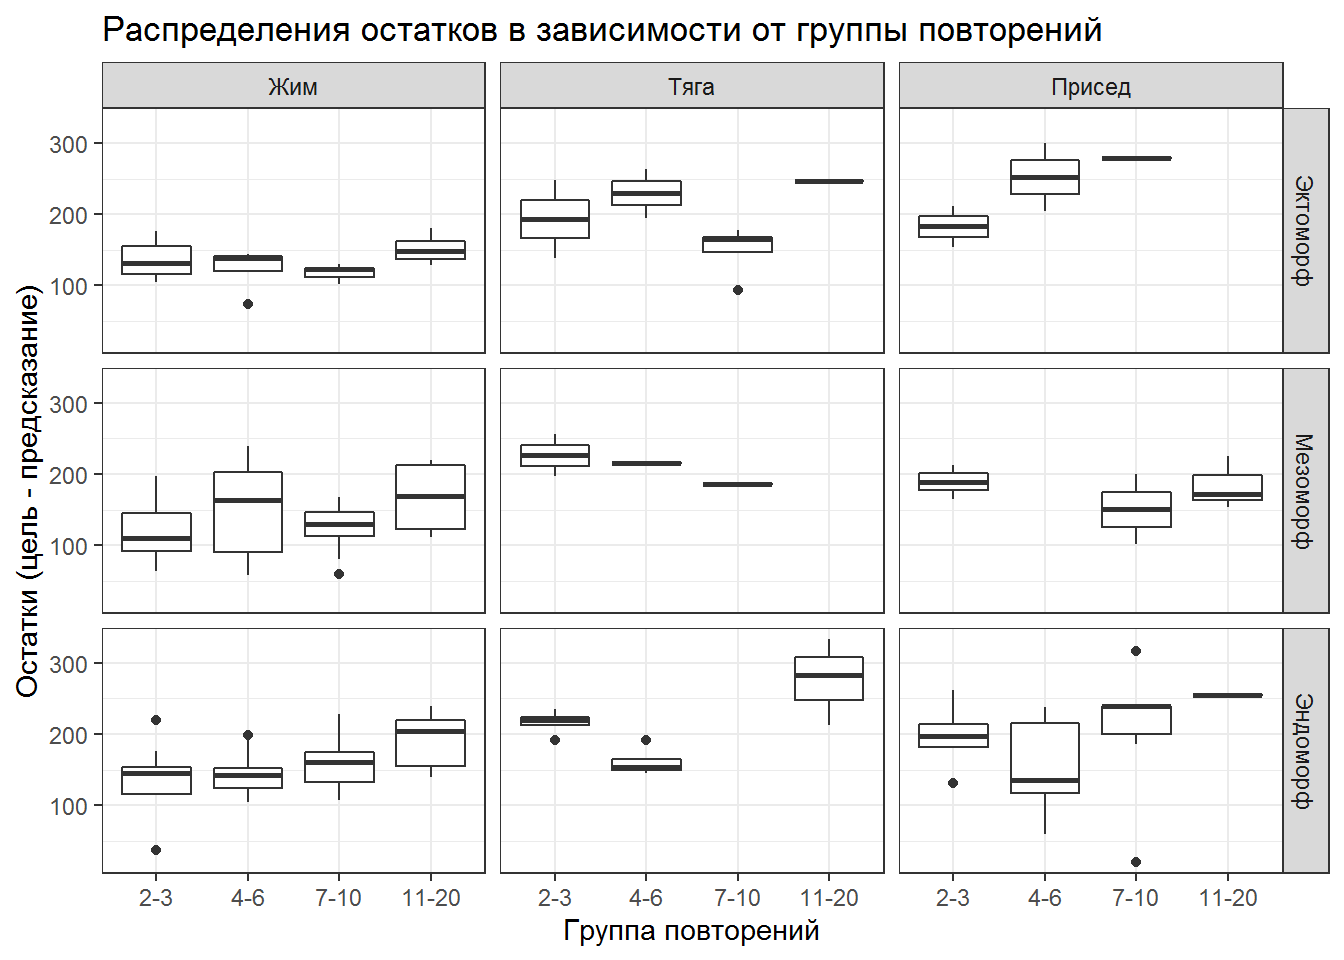 Распределения остатков в зависимости от группы повторений
Жим
Тяга
Присед
Остатки (цель - предсказание)
300
200
100
Эктоморф
300
200
100
Мезоморф
300
200
100
Эндоморф
2-3 4-6 7-10 11-20
2-3 4-6 7-10 11-20
2-3 4-6 7-10 11-20
Группа повторений